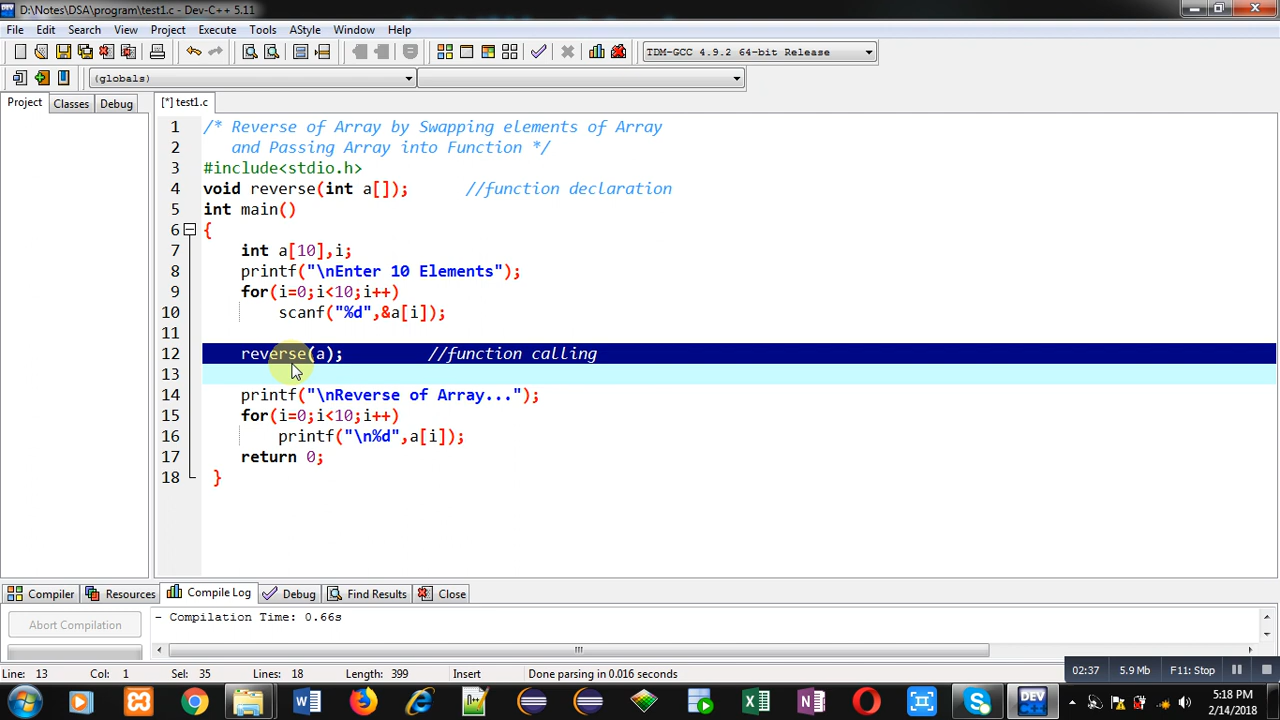 D:\Notes\DSA\program\test1.c - Dev-C++ 5.11
File Edit Search View Project Execute Tools AStyle Window Help
TDM-GCC 4.9.2 64-bit Release
(globals)
Project Classes Debug [*] test1.c
1 /* Reverse of Array by Swapping elements of Array
2 and Passing Array into Function */
3 #include<stdio.h>
4 void reverse(int a[]); //function declaration
5 int main()
6 {
7 int a[10],i;
8 printf("\nEnter 10 Elements");
9 for(i=0;i<10;i++)
10 scanf("%d",&a[i]);
11
12 reverse(a); //function calling
13
14 printf("\nReverse of Array...");
15 for(i=0;i<10;i++)
16 printf("\n%d",a[i]);
17 return 0;
18 }
Compiler Resources Compile Log Debug Find Results Close
Abort Compilation
- Compilation Time: 0.66s
Line: 13 Col: 1 Sel: 35 Lines: 18 Length: 399 Insert Done parsing in 0.016 seconds
02:37 5.9 Mb F11: Stop
5:18 PM
2/14/2018